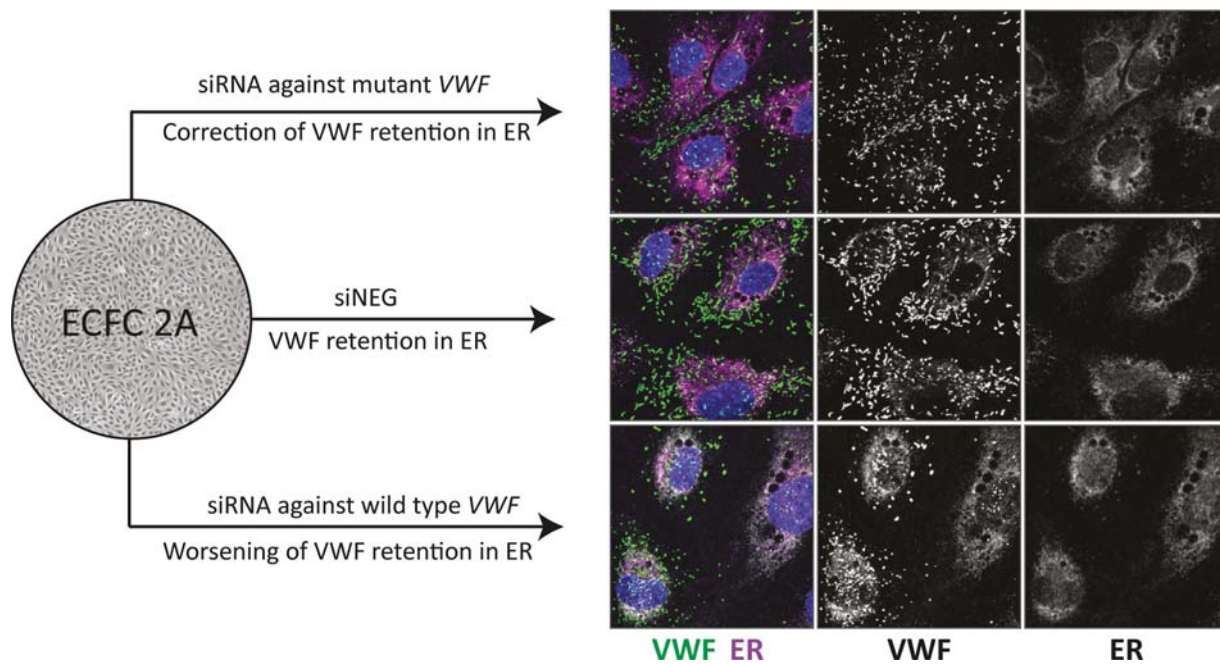 siRNA against mutant VWF
Correction of VWF retention in ER
ECFC 2A
siNEG
VWF retention in ER
siRNA against wild type VWF
Worsening of VWF retention in ER
VWF ER
VWF
ER